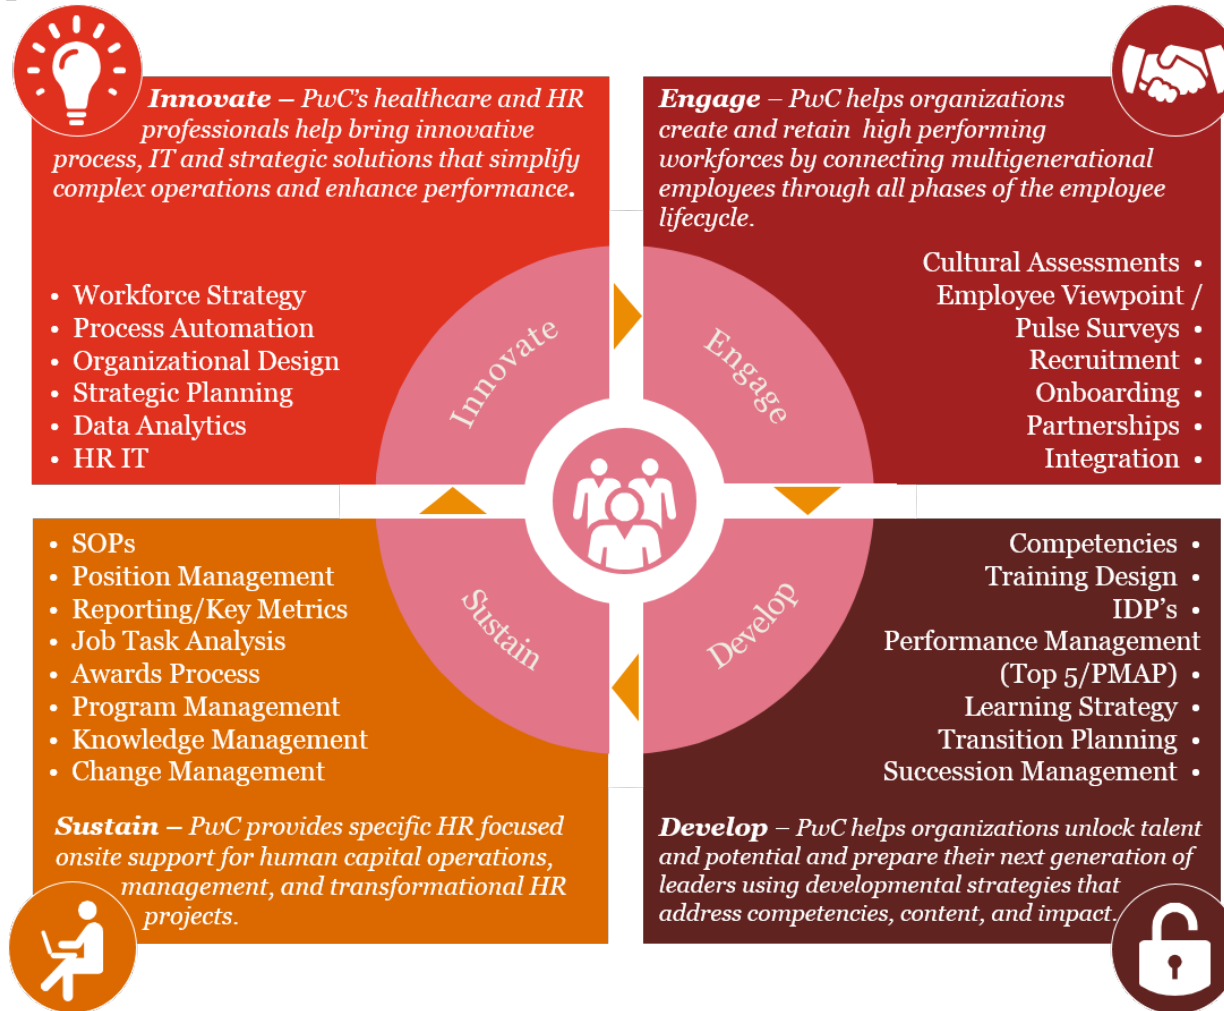 Innovate – PwC's healthcare and HR
professionals help bring innovative
process, IT and strategic solutions that simplify
complex operations and enhance performance.
• Workforce Strategy
• Process Automation
• Organizational Design
• Strategic Planning
• Data Analytics
• HR IT
Engage – PwC helps organizations
create and retain  high performing
workforces by connecting multigenerational
employees through all phases of the employee
lifecycle.
Cultural Assessments •
Employee Viewpoint /
Pulse Surveys •
Recruitment •
Onboarding •
Partnerships •
Integration •
Innovate
Engage
Sustain
Develop
• SOPs
• Position Management
• Reporting/Key Metrics
• Job Task Analysis
• Awards Process
• Program Management
• Knowledge Management
• Change Management
Sustain – PwC provides specific HR focused
onsite support for human capital operations,
management, and transformational HR
projects.
Competencies •
Training Design •
IDP's •
Performance Management
(Top 5/PMAP) •
Learning Strategy •
Transition Planning •
Succession Management •
Develop – PwC helps organizations unlock talent
and potential and prepare their next generation of
leaders using developmental strategies that
address competencies, content, and impact.